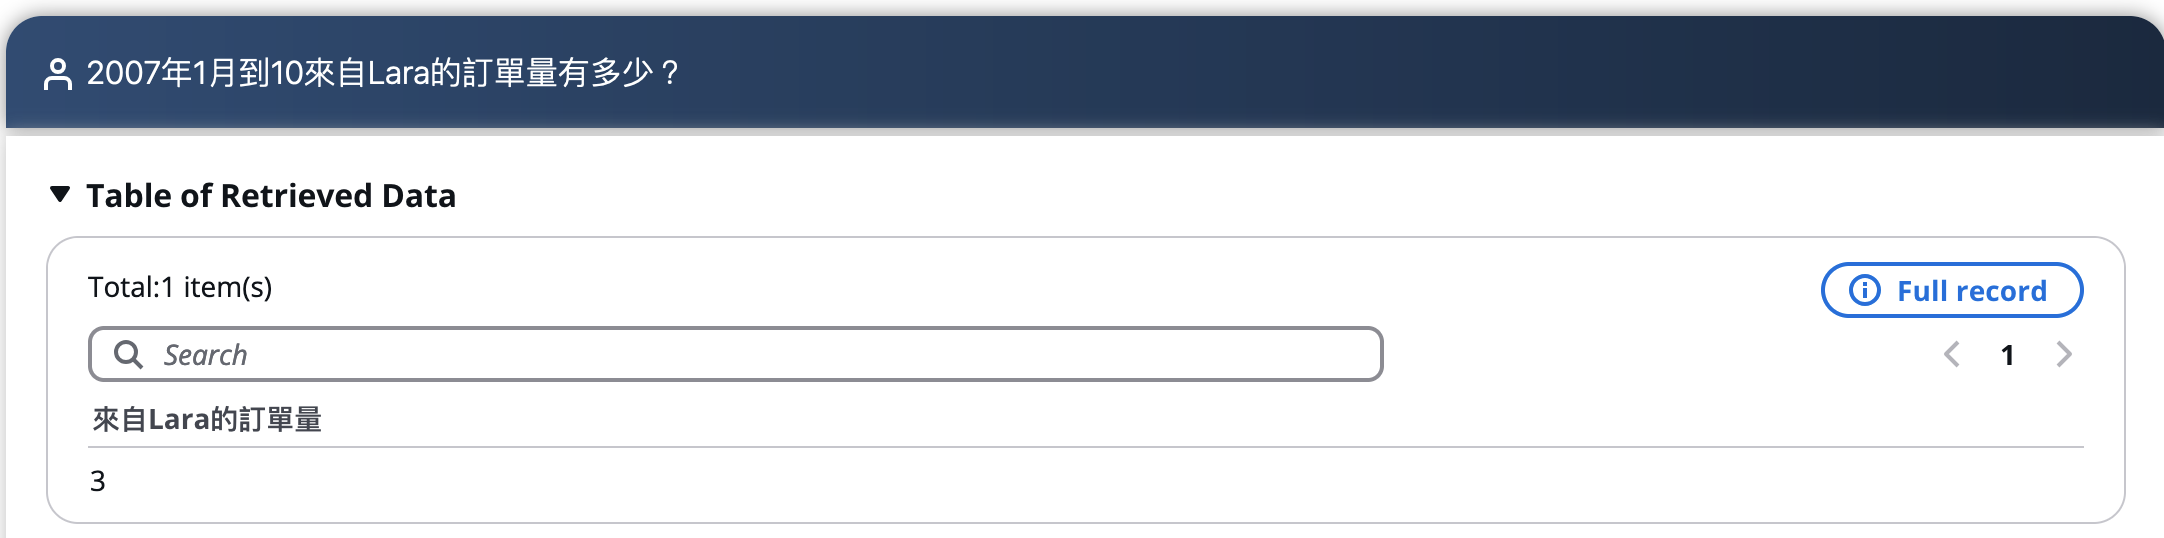 2007年1月到10來自Lara的訂單量有多少？
Table of Retrieved Data
Total:1 item(s)
Full record
Search
1
來自Lara的訂單量
3